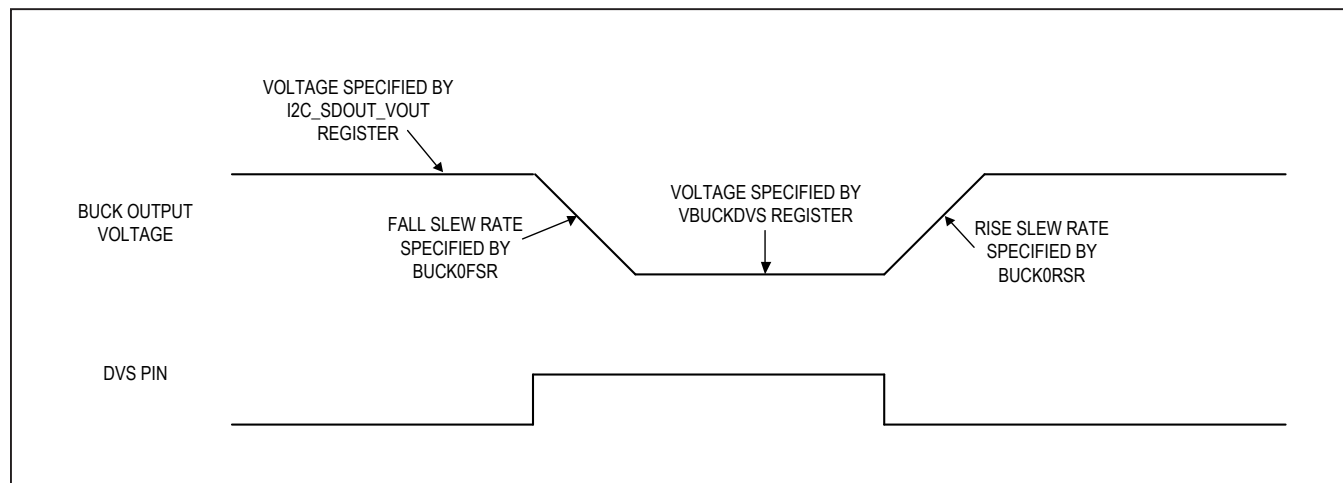 VOLTAGE SPECIFIED BY
I2C_SDOUT_VOUT
REGISTER
BUCK OUTPUT
VOLTAGE
FALL SLEW RATE
SPECIFIED BY
BUCK0FSR
VOLTAGE SPECIFIED BY
VBUCKDVS REGISTER
RISE SLEW RATE
SPECIFIED BY
BUCK0RSR
DVS PIN